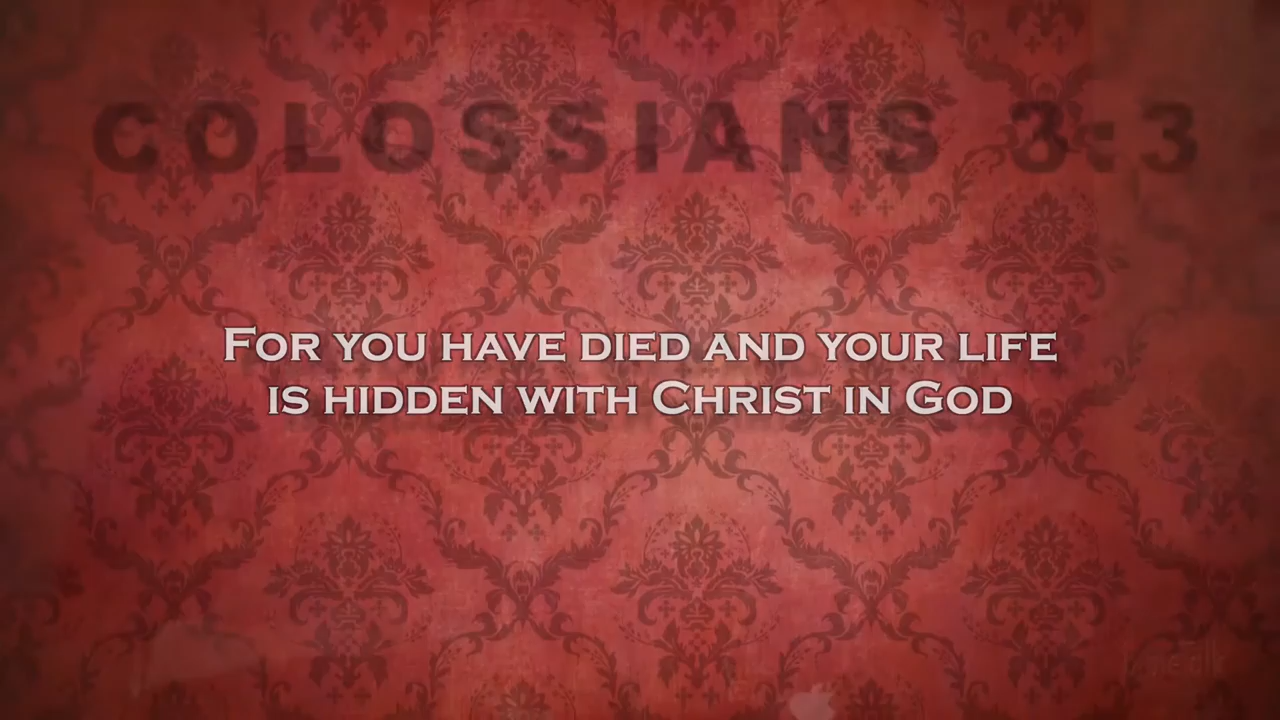 COLOSSIANS 3:3
For you have died and your life
is hidden with Christ in God